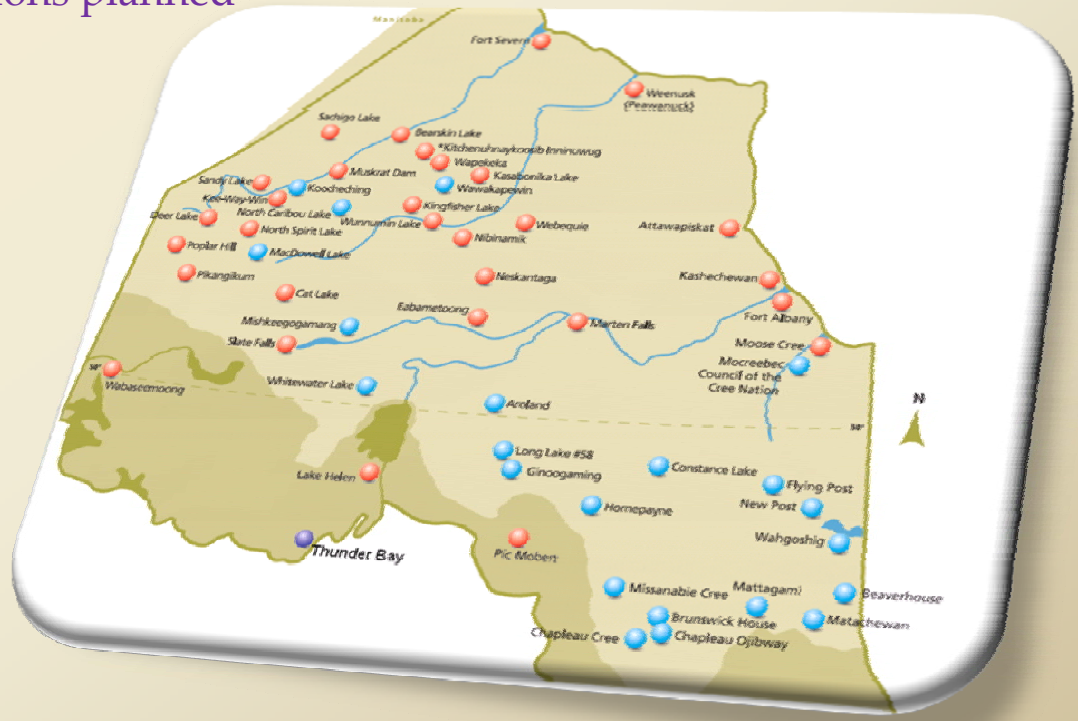 ions planned
Manitoba
Fort Severn
Weenusk
(Peawanuck)
Sachigo Lake
Bearskin Lake
*Kitchenuhmaykoosib Inninuwug
Wapekeka
Muskrat Dam
Kasabonika Lake
Sandy Lake
Koocheching
Wawakapewin
Kee-Way-Win
North Caribou Lake
Kingfisher Lake
Deer Lake
Wunnumin Lake
Webequie
Attawapiskat
North Spirit Lake
Nibinamik
Poplar Hill
MacDowell Lake
Pikangikum
Neskantaga
Kashechewan
Cat Lake
Eabametoong
Fort Albany
Mishkeegogamang
Marten Falls
Slate Falls
Moose Cree
Mocreebec
Council of the
Cree Nation
50°
Wabaseemoong
Whitewater Lake
Aroland
N
50°
Long Lake #58
Ginoogaming
Constance Lake
Lake Helen
Flying Post
New Post
Hornepayne
Wahgoshig
Thunder Bay
Pic Mobert
Missanabie Cree
Mattagami
Beaverhouse
Brunswick House
Matachewan
Chapleau Cree
Chapleau Ojibway